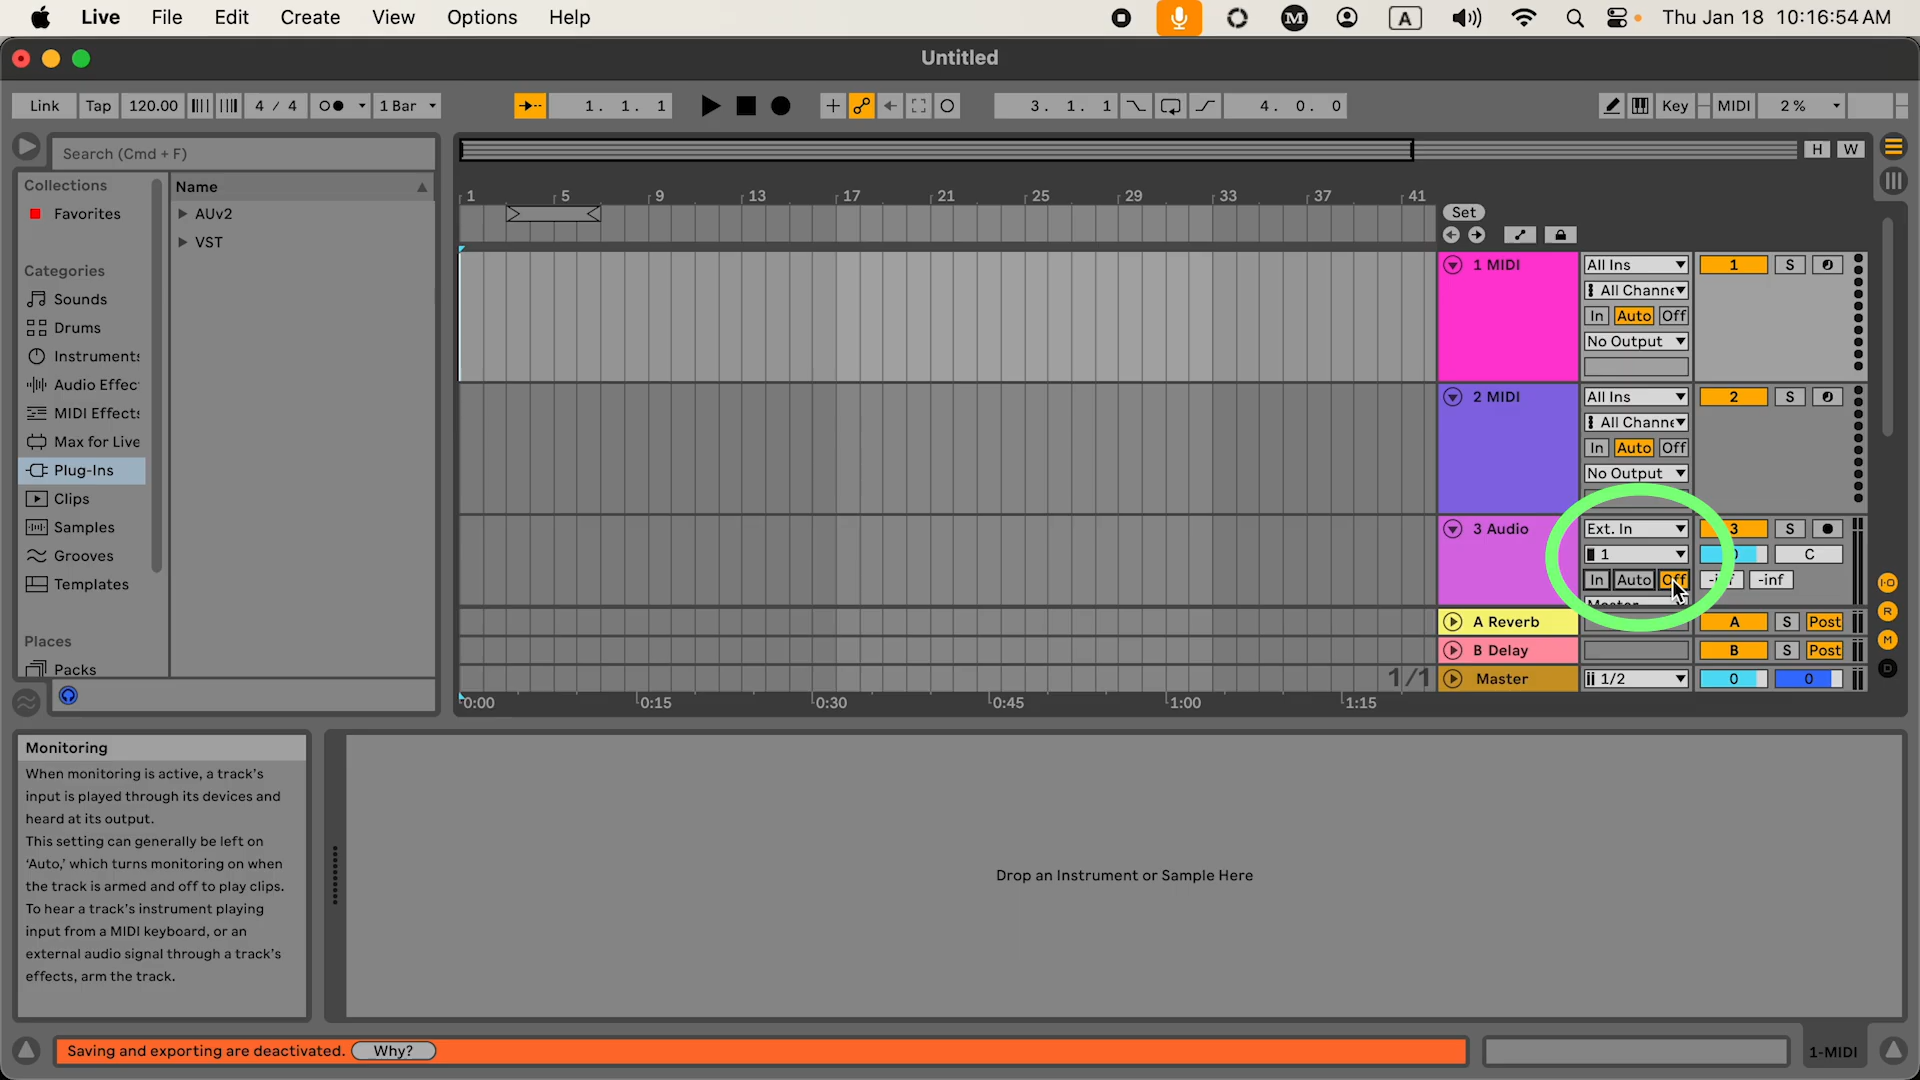 Live File Edit Create View Options Help
M A Thu Jan 18 10:16:54 AM
Untitled
Link Tap 120.00 4 / 4 1 Bar 1. 1. 1 3. 1. 1 4. 0. 0 Key MIDI 2 %
Search (Cmd + F)
H W
Collections
Favorites
Categories
Sounds
Drums
Instruments
Audio Effec
MIDI Effects
Max for Live
Plug-Ins
Clips
Samples
Grooves
Templates
Places
Packs
Name
AUv2
VST
1 5 9 13 17 21 25 29 33 37 41
Set
1 MIDI All Ins 1 S
All Channe
In Auto Off
No Output
2 MIDI All Ins 2 S
All Channe
In Auto Off
No Output
3 Audio Ext. In 3 S
1 C
In Auto Off -inf
Master
A Reverb A S Post
B Delay B S Post
1/1
Master 1/2 0 0
I-O
R
M
D
0:00 0:15 0:30 0:45 1:00 1:15
Monitoring
When monitoring is active, a track's
input is played through its devices and
heard at its output.
This setting can generally be left on
'Auto,' which turns monitoring on when
the track is armed and off to play clips.
To hear a track's instrument playing
input from a MIDI keyboard, or an
external audio signal through a track's
effects, arm the track.
Drop an Instrument or Sample Here
Saving and exporting are deactivated. Why?
1-MIDI